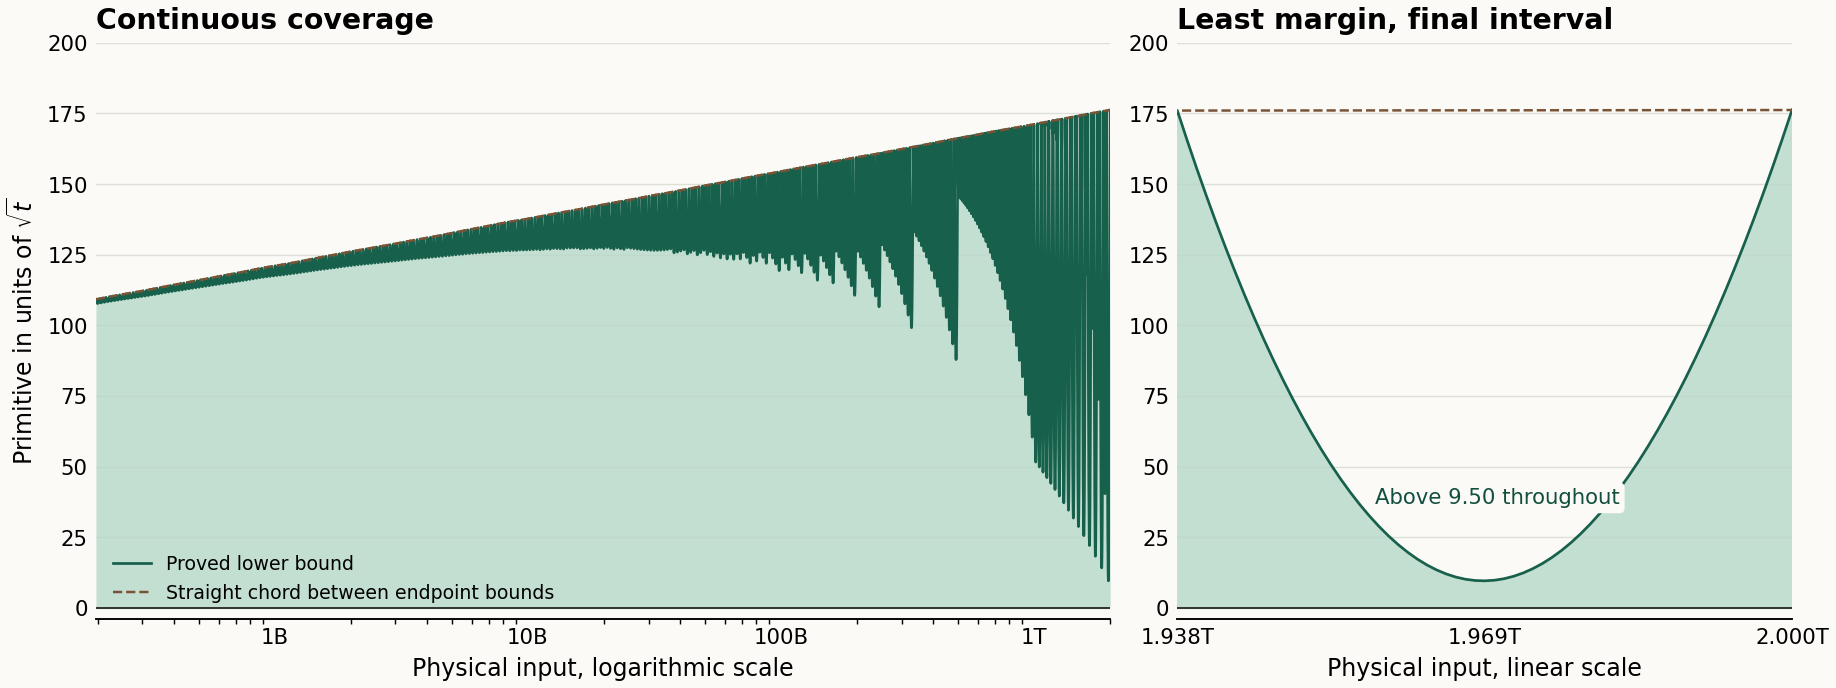 Continuous coverage
200
175
150
125
100
75
50
25
0
Primitive in units of √t
Proved lower bound
Straight chord between endpoint bounds
1B
10B
100B
1T
Physical input, logarithmic scale
Least margin, final interval
200
175
150
125
100
75
50
25
0
Above 9.50 throughout
1.938T
1.969T
2.000T
Physical input, linear scale